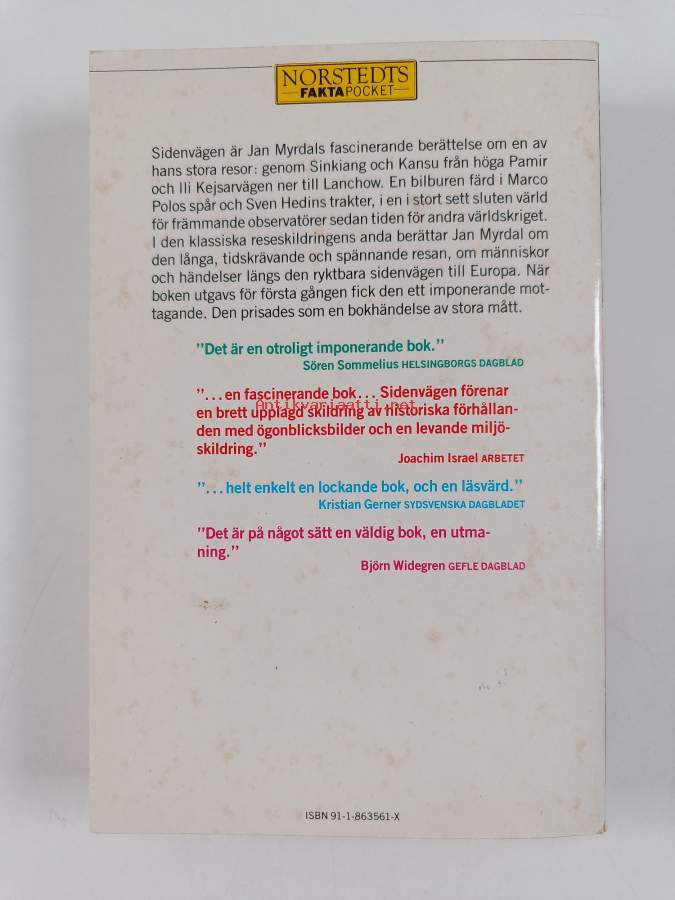 NORSTEDTS
FAKTAPOCKET
Sidenvägen är Jan Myrdals fascinerande berättelse om en av
hans stora resor: genom Sinkiang och Kansu från höga Pamir
och Ili Kejsarvägen ner till Lanchow. En bilburen färd i Marco
Polos spår och Sven Hedins trakter, i en i stort sett sluten värld
för främmande observatörer sedan tiden för andra världskriget.
I den klassiska reseskildringens anda berättar Jan Myrdal om
den långa, tidskrävande och spännande resan, om människor
och händelser längs den ryktbara sidenvägen till Europa. När
boken utgavs för första gången fick den ett imponerande mot-
tagande. Den prisades som en bokhändelse av stora mått.
"Det är en otroligt imponerande bok."
Sören Sommelius HELSINGBORGS DAGBLAD
"...en fascinerande bok... Sidenvägen förenar
antikvariaatti.net
en brett upplagd skildring av historiska förhållan-
den med ögonblicksbilder och en levande miljö-
skildring."
Joachim Israel ARBETET
"...helt enkelt en lockande bok, och en läsvärd."
Kristian Gerner SYDSVENSKA DAGBLADET
"Det är på något sätt en väldig bok, en utma-
ning."
Björn Widegren GEFLE DAGBLAD
ISBN 91-1-863561-X